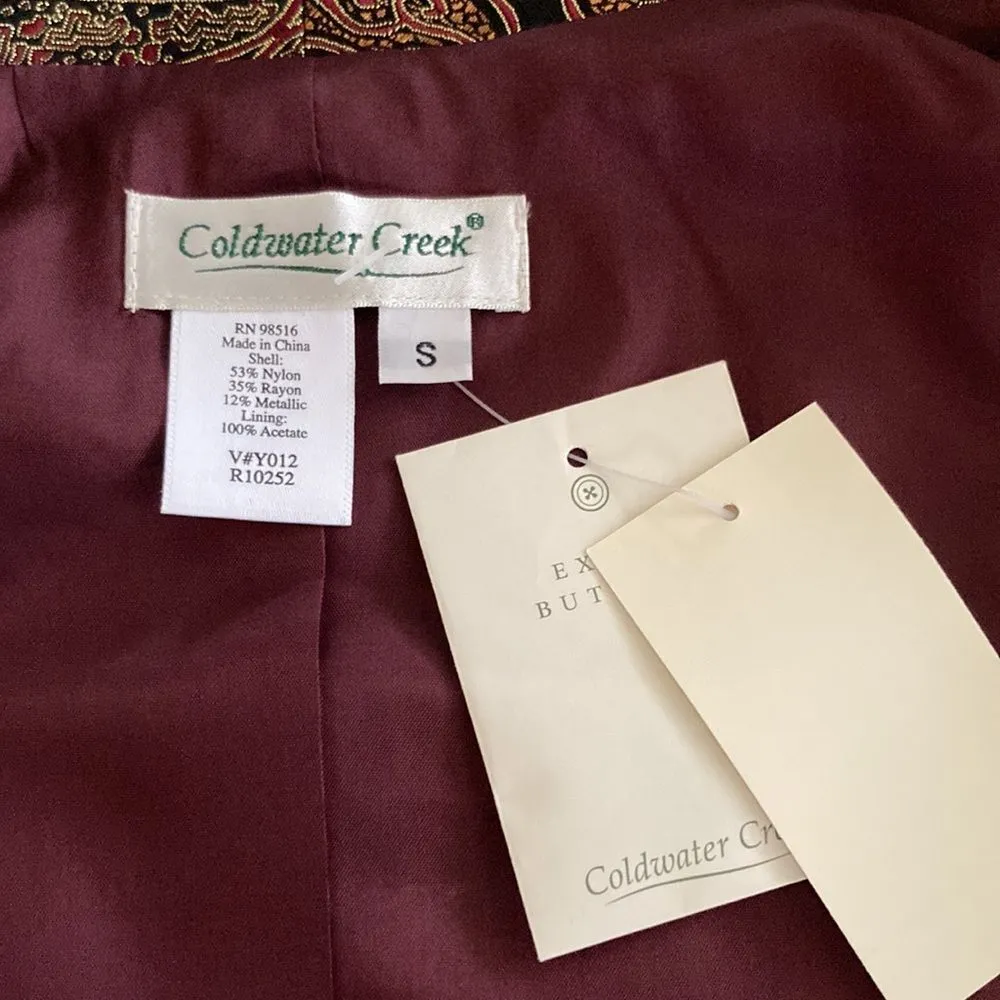 Coldwater Creek®
RN 98516
Made in China
Shell:
53% Nylon
35% Rayon
12% Metallic
Lining:
100% Acetate
V#Y012
R10252
S
EX
BUT
Coldwater Cr